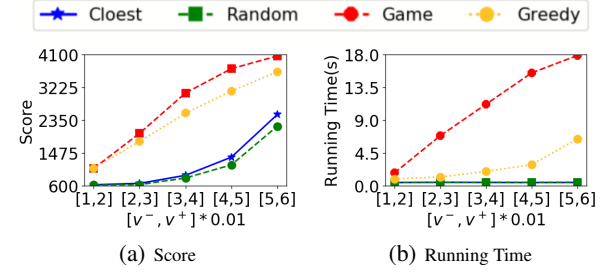 Cloest Random Game Greedy
4100
3225
2350
1475
600
Score
[1,2] [2,3] [3,4] [4,5] [5,6]
[v⁻, v⁺]*0.01
(a) Score
18.0
13.5
9.0
4.5
0.0
Running Time(s)
[1,2] [2,3] [3,4] [4,5] [5,6]
[v⁻, v⁺]*0.01
(b) Running Time